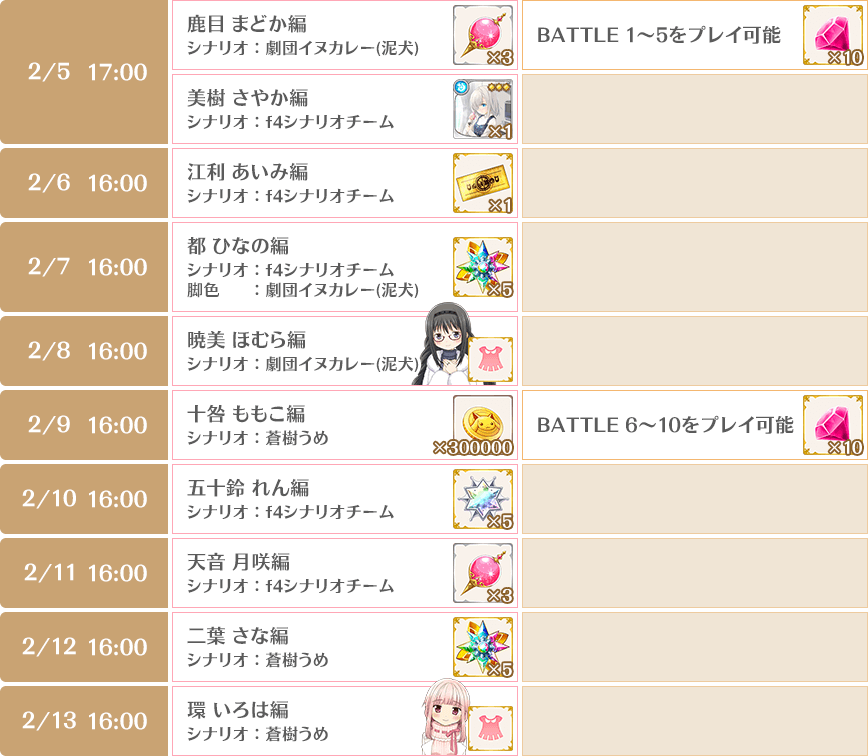 2/5 17:00
鹿目 まどか編
シナリオ：劇団イヌカレー(泥犬)
×3
BATTLE 1～5をプレイ可能
×10
美樹 さやか編
シナリオ：f4シナリオチーム
×1
2/6 16:00
江利 あいみ編
シナリオ：f4シナリオチーム
×1
2/7 16:00
都 ひなの編
シナリオ：f4シナリオチーム
脚色　　：劇団イヌカレー(泥犬)
×5
2/8 16:00
暁美 ほむら編
シナリオ：劇団イヌカレー(泥犬)
2/9 16:00
十咎 ももこ編
シナリオ：蒼樹うめ
×300000
BATTLE 6～10をプレイ可能
×10
2/10 16:00
五十鈴 れん編
シナリオ：f4シナリオチーム
×5
2/11 16:00
天音 月咲編
シナリオ：f4シナリオチーム
×3
2/12 16:00
二葉 さな編
シナリオ：蒼樹うめ
×5
2/13 16:00
環 いろは編
シナリオ：蒼樹うめ